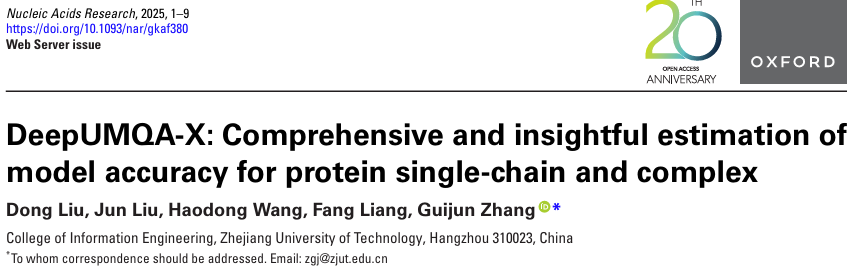 Nucleic Acids Research, 2025, 1–9
https://doi.org/10.1093/nar/gkaf380
Web Server issue
20TH
OPEN ACCESS
ANNIVERSARY
OXFORD
DeepUMQA-X: Comprehensive and insightful estimation of
model accuracy for protein single-chain and complex
Dong Liu, Jun Liu, Haodong Wang, Fang Liang, Guijun Zhang iD *
College of Information Engineering, Zhejiang University of Technology, Hangzhou 310023, China
*To whom correspondence should be addressed. Email: zgj@zjut.edu.cn